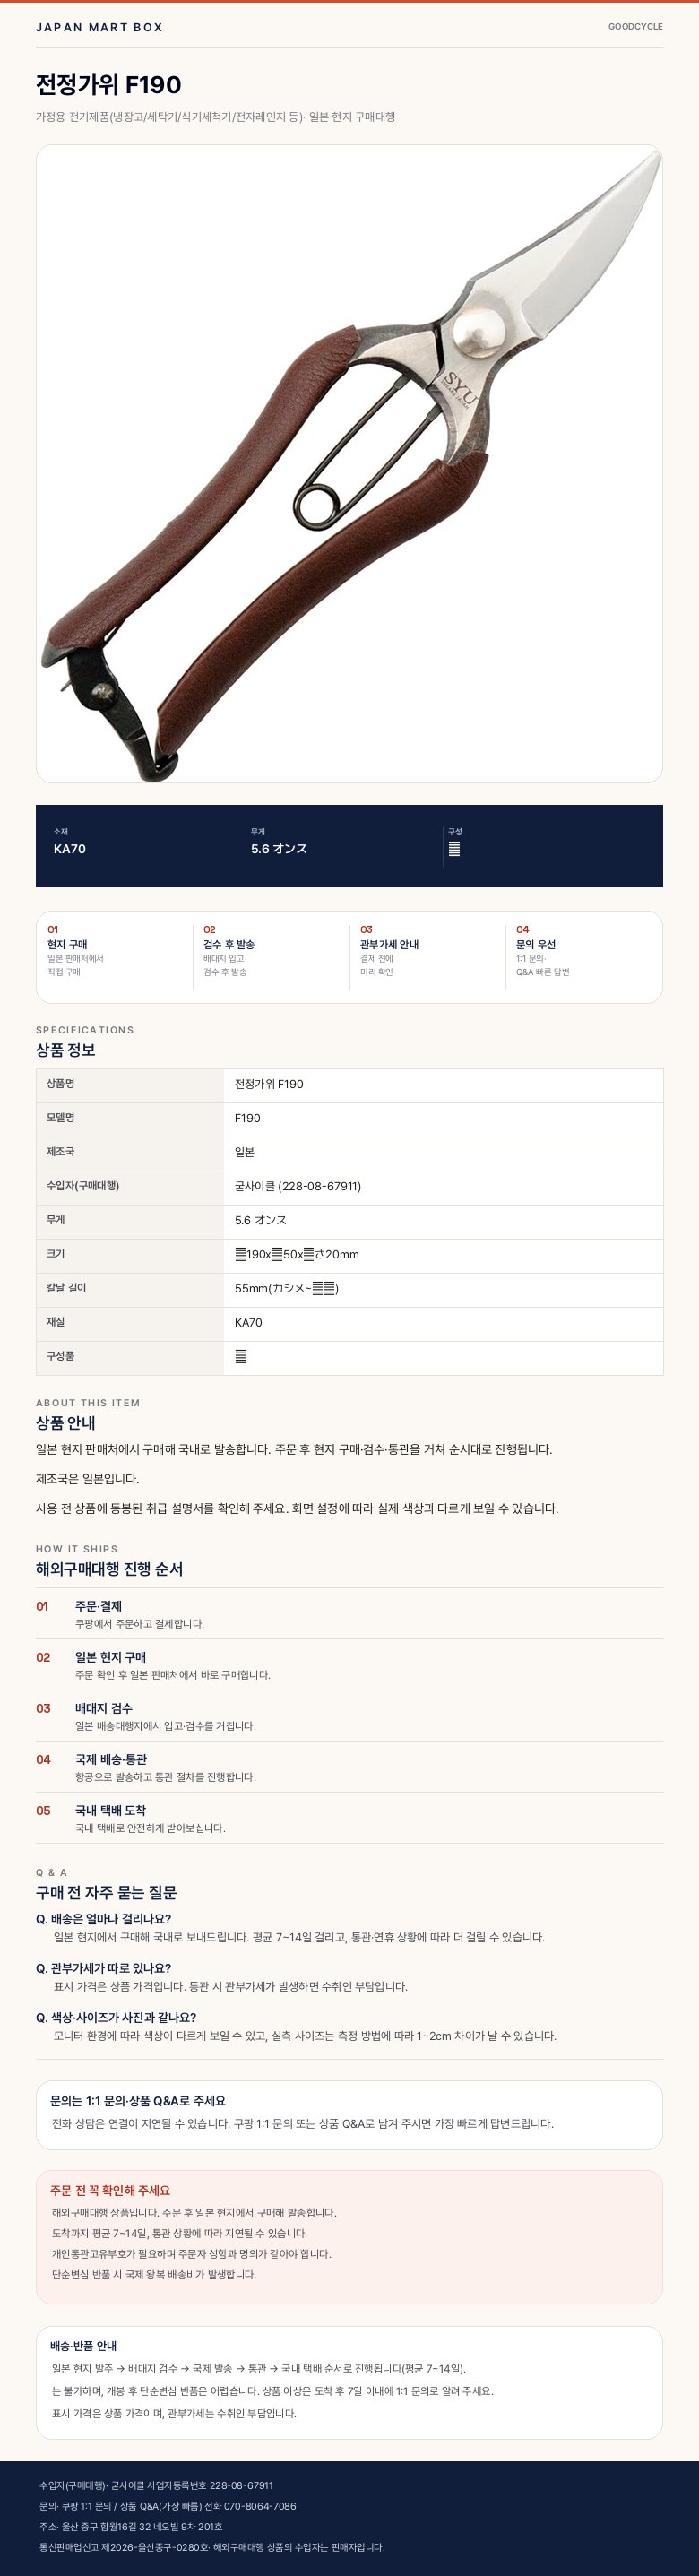 JAPAN MART BOX
GOODCYCLE
전정가위 F190
가정용 전기제품(냉장고/세탁기/식기세척기/전자레인지 등)· 일본 현지 구매대행
SYU
소재
KA70
무게
5.6 オンス
구성
01
현지 구매
일본 판매처에서
직접 구매
02
검수 후 발송
배대지 입고·
검수 후 발송
03
관부가세 안내
결제 전에
미리 확인
04
문의 우선
1:1 문의·
Q&A 빠른 답변
SPECIFICATIONS
상품 정보
상품명 전정가위 F190
모델명 F190
제조국 일본
수입자(구매대행) 굳사이클 (228-08-67911)
무게 5.6 オンス
크기 190x 50x さ20mm
칼날 길이 55mm(カシメ~ )
재질 KA70
구성품
ABOUT THIS ITEM
상품 안내
일본 현지 판매처에서 구매해 국내로 발송합니다. 주문 후 현지 구매·검수·통관을 거쳐 순서대로 진행됩니다.
제조국은 일본입니다.
사용 전 상품에 동봉된 취급 설명서를 확인해 주세요. 화면 설정에 따라 실제 색상과 다르게 보일 수 있습니다.
HOW IT SHIPS
해외구매대행 진행 순서
01 주문·결제
쿠팡에서 주문하고 결제합니다.
02 일본 현지 구매
주문 확인 후 일본 판매처에서 바로 구매합니다.
03 배대지 검수
일본 배송대행지에서 입고·검수를 거칩니다.
04 국제 배송·통관
항공으로 발송하고 통관 절차를 진행합니다.
05 국내 택배 도착
국내 택배로 안전하게 받아보십니다.
Q & A
구매 전 자주 묻는 질문
Q. 배송은 얼마나 걸리나요?
일본 현지에서 구매해 국내로 보내드립니다. 평균 7~14일 걸리고, 통관·연휴 상황에 따라 더 걸릴 수 있습니다.
Q. 관부가세가 따로 있나요?
표시 가격은 상품 가격입니다. 통관 시 관부가세가 발생하면 수취인 부담입니다.
Q. 색상·사이즈가 사진과 같나요?
모니터 환경에 따라 색상이 다르게 보일 수 있고, 실측 사이즈는 측정 방법에 따라 1~2cm 차이가 날 수 있습니다.
문의는 1:1 문의·상품 Q&A로 주세요
전화 상담은 연결이 지연될 수 있습니다. 쿠팡 1:1 문의 또는 상품 Q&A로 남겨 주시면 가장 빠르게 답변드립니다.
주문 전 꼭 확인해 주세요
해외구매대행 상품입니다. 주문 후 일본 현지에서 구매해 발송합니다.
도착까지 평균 7~14일, 통관 상황에 따라 지연될 수 있습니다.
개인통관고유부호가 필요하며 주문자 성함과 명의가 같아야 합니다.
단순변심 반품 시 국제 왕복 배송비가 발생합니다.
배송·반품 안내
일본 현지 발주 → 배대지 검수 → 국제 발송 → 통관 → 국내 택배 순서로 진행됩니다(평균 7~14일).
는 불가하며, 개봉 후 단순변심 반품은 어렵습니다. 상품 이상은 도착 후 7일 이내에 1:1 문의로 알려 주세요.
표시 가격은 상품 가격이며, 관부가세는 수취인 부담입니다.
수입자(구매대행)· 굳사이클 사업자등록번호 228-08-67911
문의· 쿠팡 1:1 문의 / 상품 Q&A(가장 빠름) 전화 070-8064-7086
주소· 울산 중구 함월16길 32 네오빌 9차 201호
통신판매업신고 제2026-울산중구-0280호· 해외구매대행 상품의 수입자는 판매자입니다.